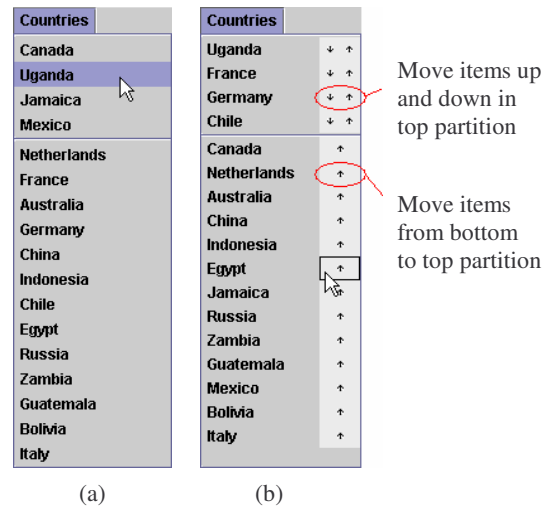 Countries
Canada
Uganda
Jamaica
Mexico
Netherlands
France
Australia
Germany
China
Indonesia
Chile
Egypt
Russia
Zambia
Guatemala
Bolivia
Italy
(a)
Countries
Uganda ↓ ↑
France ↓ ↑
Germany ↓ ↑
Chile ↓ ↑
Canada ↑
Netherlands ↑
Australia ↑
China ↑
Indonesia ↑
Egypt ↑
Jamaica ↑
Russia ↑
Zambia ↑
Guatemala ↑
Mexico ↑
Bolivia ↑
Italy ↑
(b)
Move items up
and down in
top partition
Move items
from bottom
to top partition